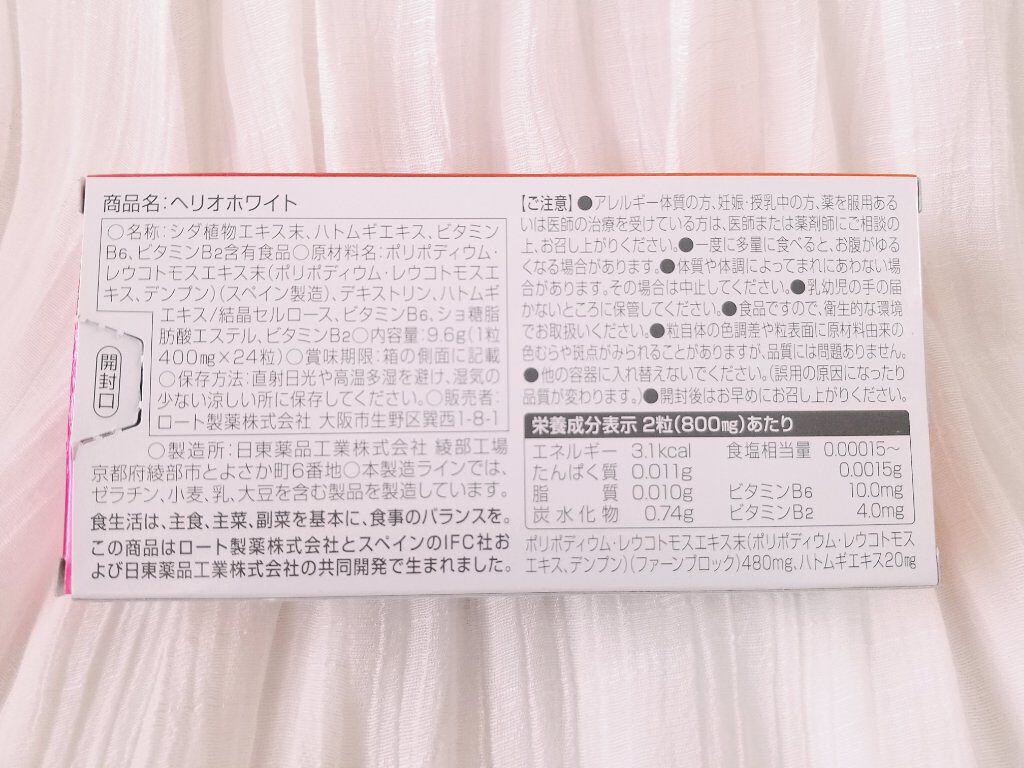 商品名:ヘリオホワイト
○名称:シダ植物エキス末、ハトムギエキス、ビタミン
B6、ビタミンB2含有食品○原材料名:ポリポディウム・
レウコトモスエキス末(ポリポディウム・レウコトモスエ
キス、デンプン)(スペイン製造)、デキストリン、ハトムギ
エキス/結晶セルロース、ビタミンB6、ショ糖脂
肪酸エステル、ビタミンB2○内容量:9.6g(1粒
400mg×24粒)○賞味期限:箱の側面に記載
○保存方法:直射日光や高温多湿を避け、湿気の
少ない涼しい所に保存してください。○販売者:
ロート製薬株式会社 大阪市生野区巽西1-8-1
開封口
○製造所:日東薬品工業株式会社 綾部工場
京都府綾部市とよさか町6番地○本製造ラインでは、
ゼラチン、小麦、乳、大豆を含む製品を製造しています。
食生活は、主食、主菜、副菜を基本に、食事のバランスを。
この商品はロート製薬株式会社とスペインのIFC社お
よび日東薬品工業株式会社の共同開発で生まれました。
【ご注意】●アレルギー体質の方、妊娠・授乳中の方、薬を服用ある
いは医師の治療を受けている方は、医師または薬剤師にご相談の
上、お召し上がりください。●一度に多量に食べると、お腹がゆる
くなる場合があります。●体質や体調によってまれにあわない場
合があります。その場合は中止してください。●乳幼児の手の届
かないところに保管してください。●食品ですので、衛生的な環境
でお取扱いください。●粒自体の色調差や粒表面に原材料由来の
色むらや斑点がみられることがありますが、品質には問題ありません。
●他の容器に入れ替えないでください。(誤用の原因になったり
品質が変わります。)●開封後はお早めにお召し上がりください。
栄養成分表示 2粒(800mg)あたり
エネルギー 3.1kcal 食塩相当量 0.00015～
たんぱく質 0.011g 0.0015g
脂質 0.010g ビタミンB6 10.0mg
炭水化物 0.74g ビタミンB2 4.0mg
ポリポディウム・レウコトモスエキス末(ポリポディウム・レウコトモス
エキス、デンプン)(ファーンブロック)480mg、ハトムギエキス20mg